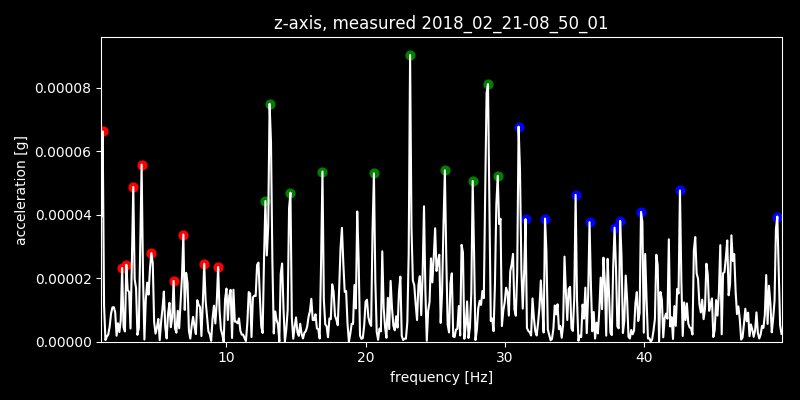 z-axis, measured 2018_02_21-08_50_01
0.00008
0.00006
0.00004
0.00002
0.00000
acceleration [g]
10 20 30 40
frequency [Hz]